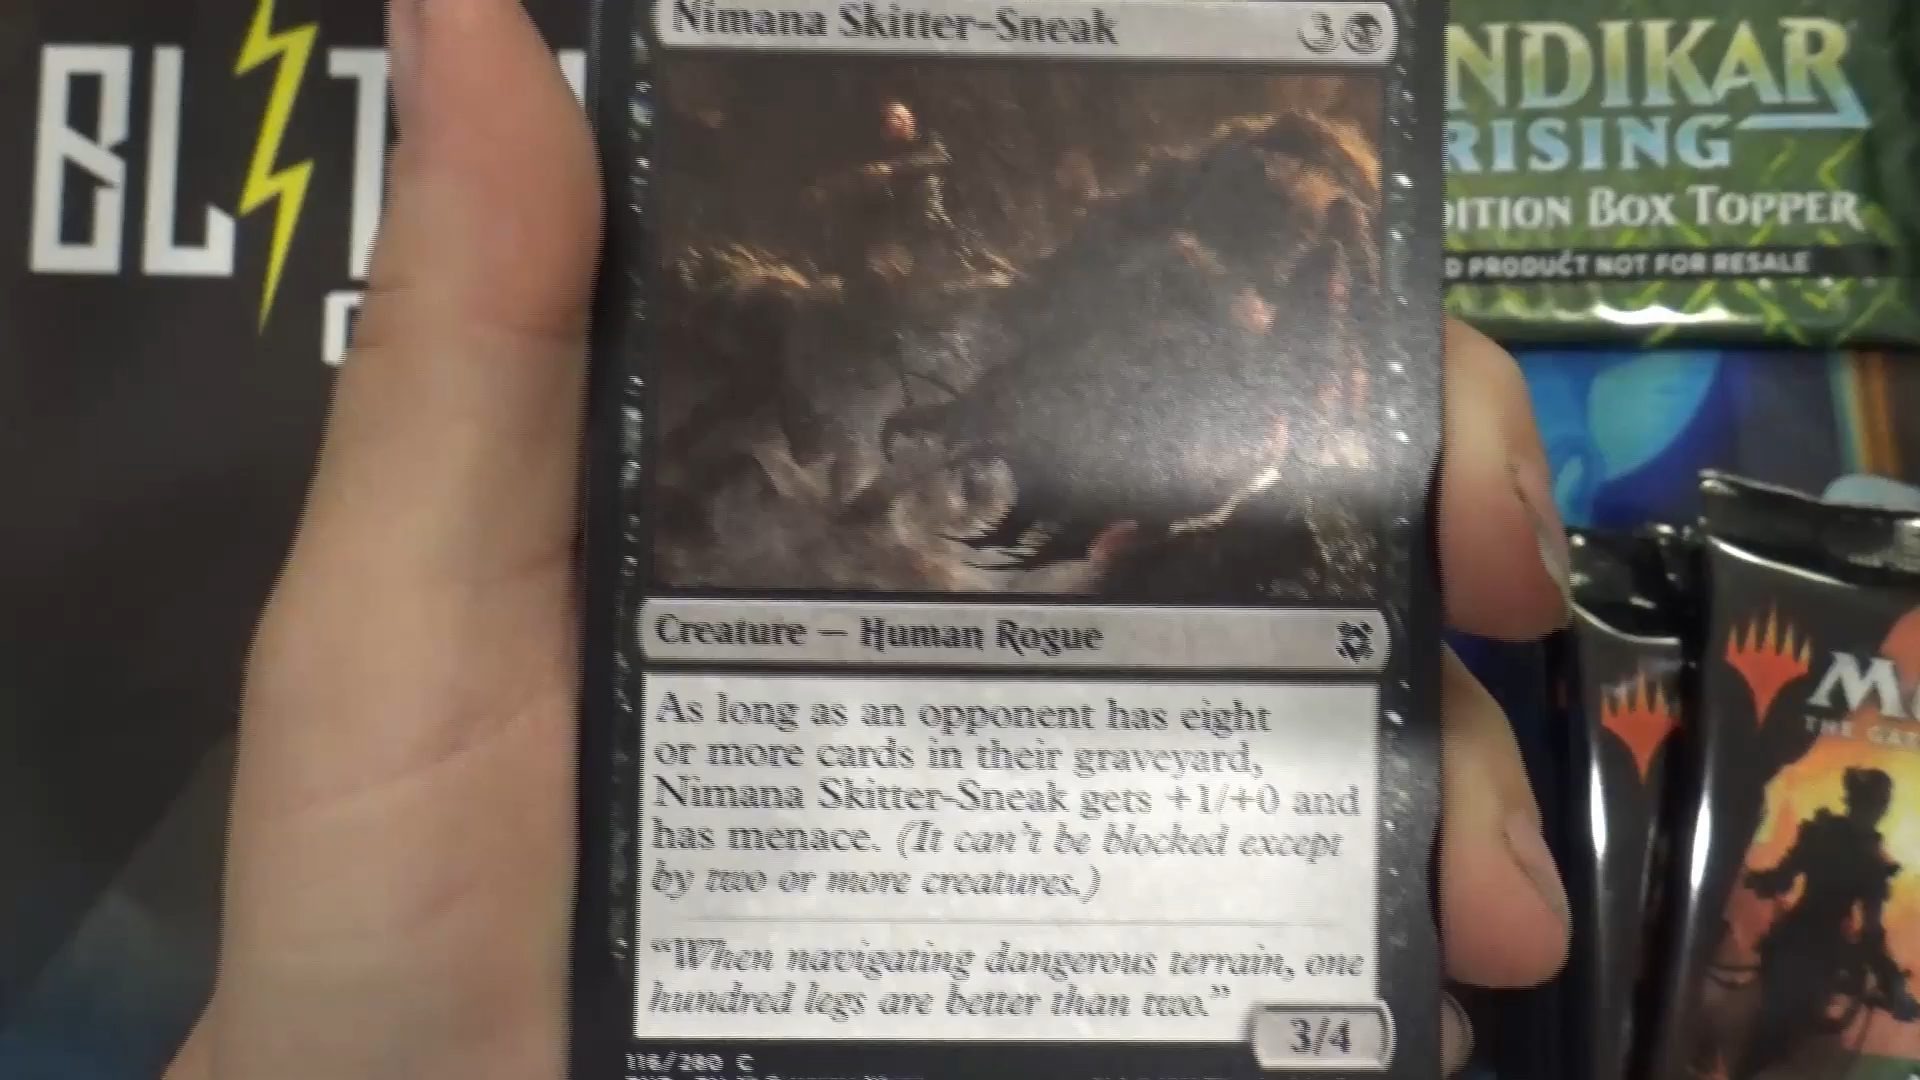 Nimana Skitter-Sneak 3
As long as an opponent has eight
or more cards in their graveyard,
Nimana Skitter-Sneak gets +1/+0 and
has menace. (It can't be blocked except
by two or more creatures.)
"When navigating dangerous terrain, one
hundred legs are better than two."
Creature — Human Rogue
3/4
116/280 C
BL
NDIKAR
RISING
DITION BOX TOPPER
D PRODUCT NOT FOR RESALE
M
THE GAT